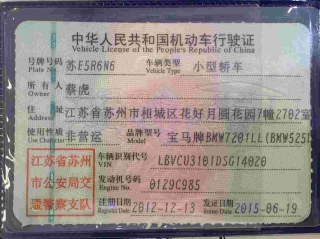 中华人民共和国机动车行驶证
Vehicle License of the People's Republic of China
号牌号码 苏E5R6N6 车辆类型 小型轿车
Plate No. Vehicle Type
所有人 蔡虎
Owner
住址 江苏省苏州市相城区花好月圆花园7幢2702室
Address
使用性质 非营运 品牌型号 宝马牌BMW7201LL(BMW525L
Use Character Model
江苏省苏州 车辆识别代号 LBVCU3101DSG14020
VIN
市公安局交 发动机号码 0129C985
Engine No.
通警察支队 注册日期 2012-12-13 发证日期 2015-06-19
Register Date Issue Date